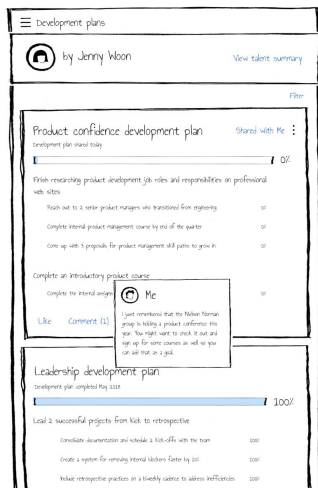 Development plans
by Jenny Woon
View talent summary
Filter
Product confidence development plan
Shared with Me
Development plan shared today
0%
Finish researching product development job roles and responsibilities on professional
web sites
Reach out to 2 senior product managers who transitioned from engineering
0%
Complete internal product management course by end of the quarter
0%
Come up with 3 proposals for product management skill paths to grow in
0%
Complete an introductory product course
Complete the internal assigne
0%
Like
Comment (1)
Me
I just remembered that the Nielson Norman
group is holding a product conference this
year. You might want to check it out and
sign up for some courses as well so you
can add that as a goal.
Leadership development plan
Development plan completed May 2018
100%
Lead 2 successful projects from kick to retrospective
Consolidate documentation and schedule 2 kick-offs with the team
100%
Create a system for removing internal blockers faster by 20%
100%
Include retrospective practices on a biweekly cadence to address inefficiencies
100%